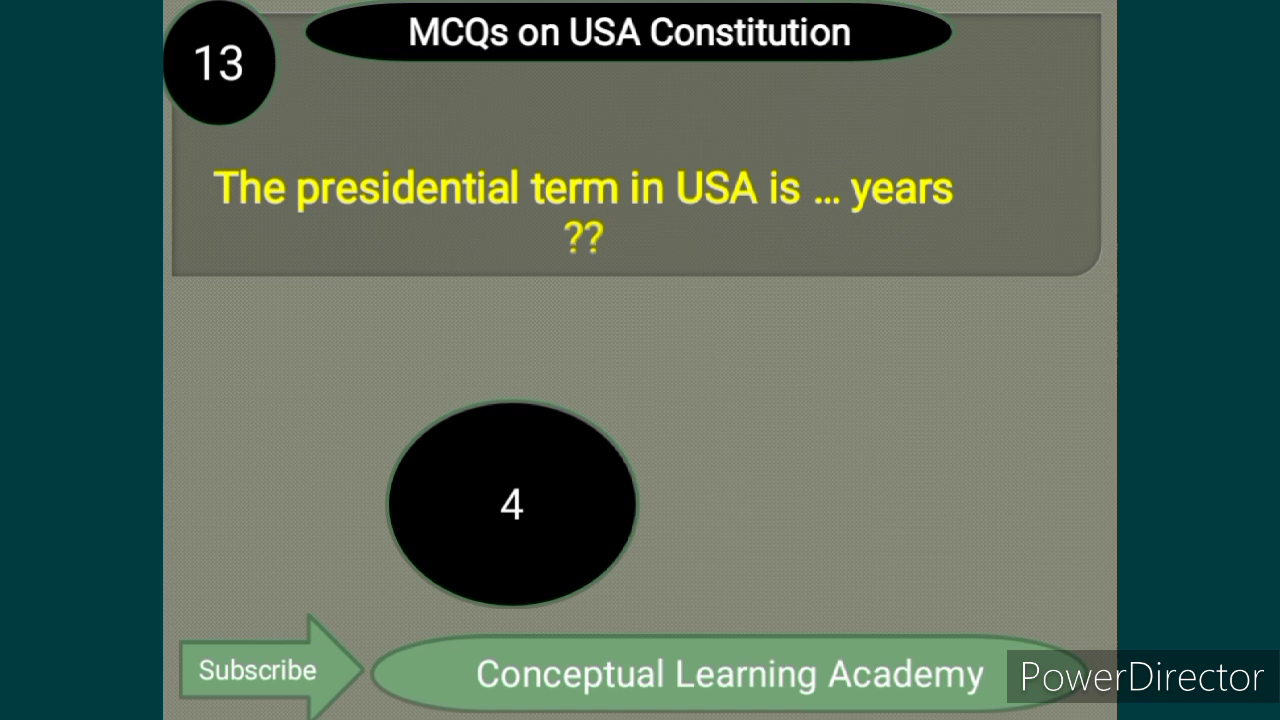 13
MCQs on USA Constitution
The presidential term in USA is ... years
??
4
Subscribe
Conceptual Learning Academy
PowerDirector